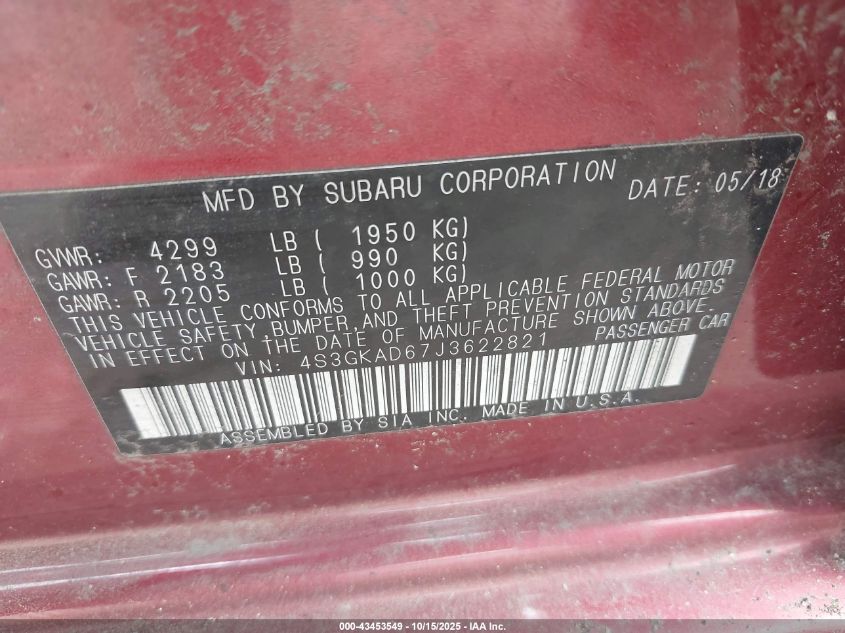 MFD BY SUBARU CORPORATION DATE: 05/18
GVWR: 4299 LB ( 1950 KG)
GAWR: F 2183 LB ( 990 KG)
GAWR: R 2205 LB ( 1000 KG)
THIS VEHICLE CONFORMS TO ALL APPLICABLE FEDERAL MOTOR
VEHICLE SAFETY, BUMPER, AND THEFT PREVENTION STANDARDS
IN EFFECT ON THE DATE OF MANUFACTURE SHOWN ABOVE.
VIN: 4S3GKAD67J3622821 PASSENGER CAR
ASSEMBLED BY SIA INC. MADE IN U.S.A.
000-43453549 - 10/15/2025 - IAA Inc.